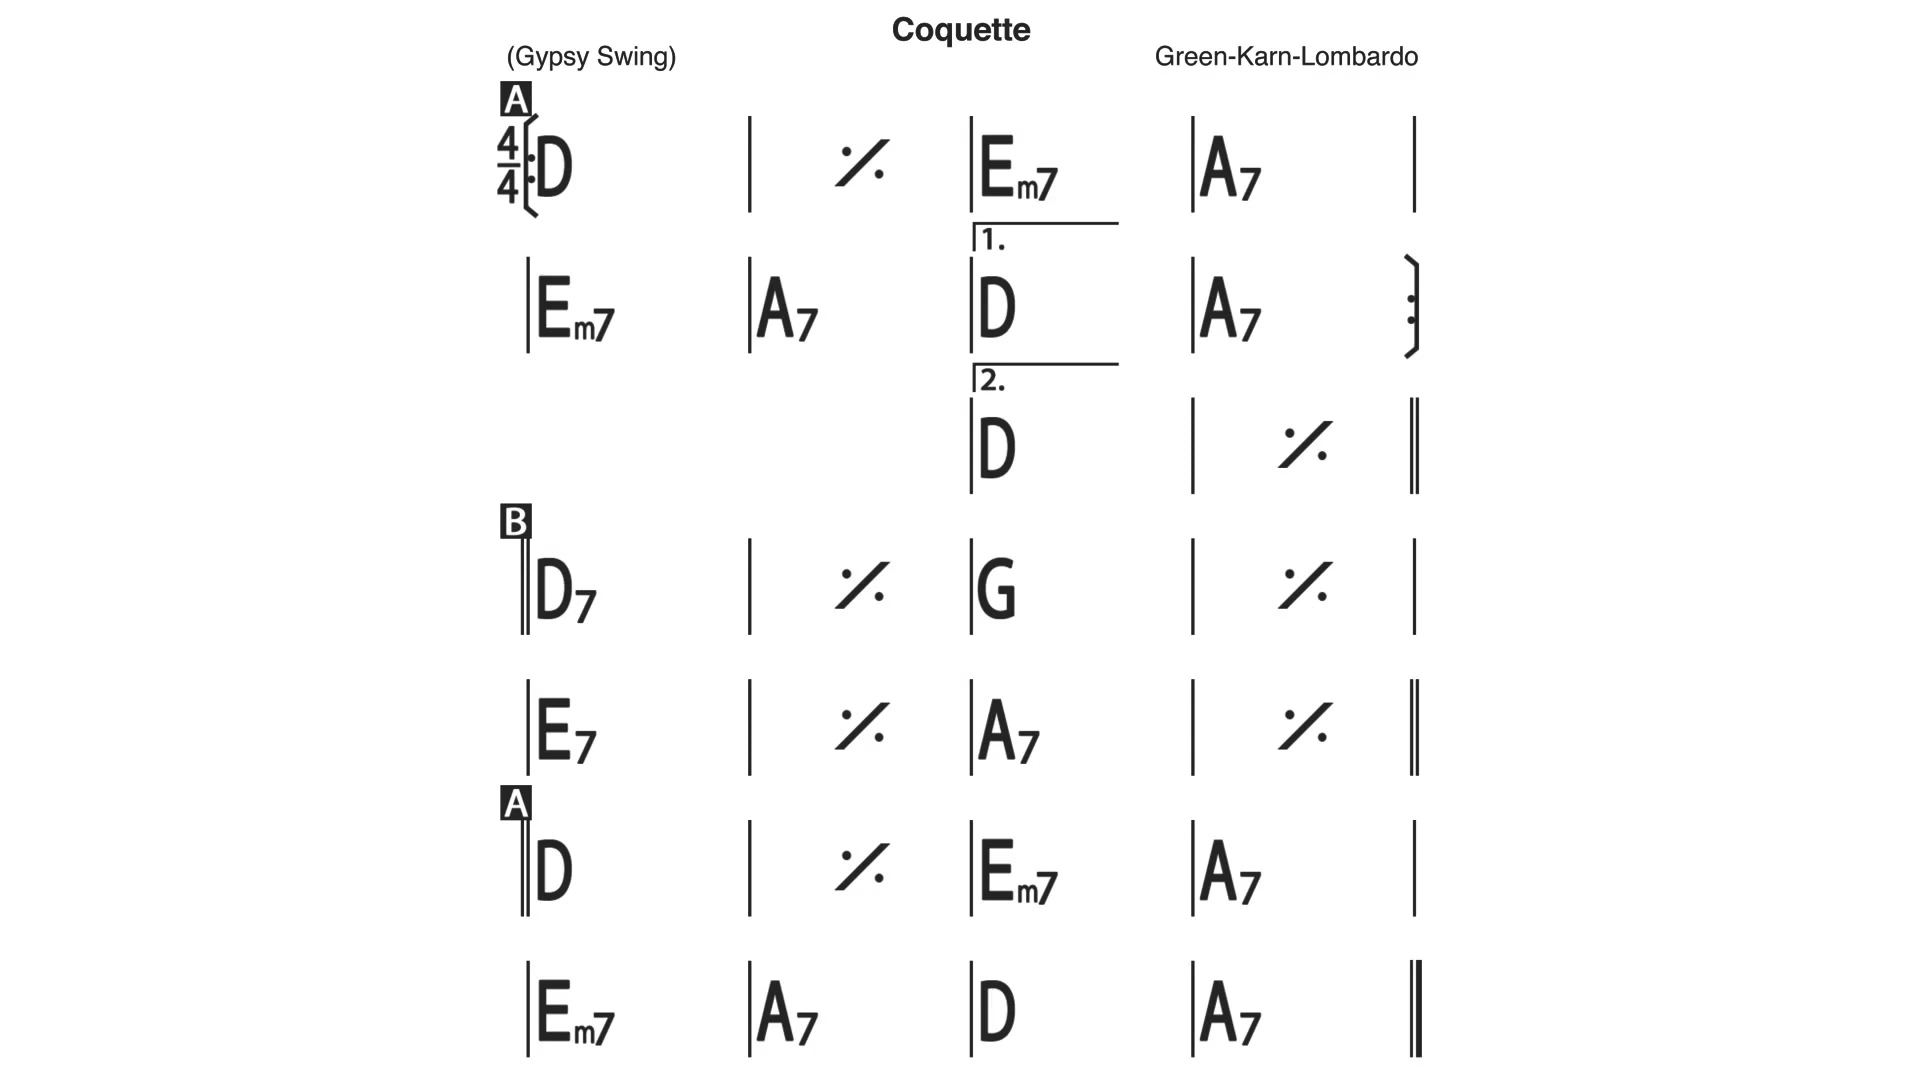 Coquette
(Gypsy Swing) Green-Karn-Lombardo
A
4/4 D 𝄎 Em7 A7
1.
Em7 A7 D A7
2.
D 𝄎
B
D7 𝄎 G 𝄎
E7 𝄎 A7 𝄎
A
D 𝄎 Em7 A7
Em7 A7 D A7